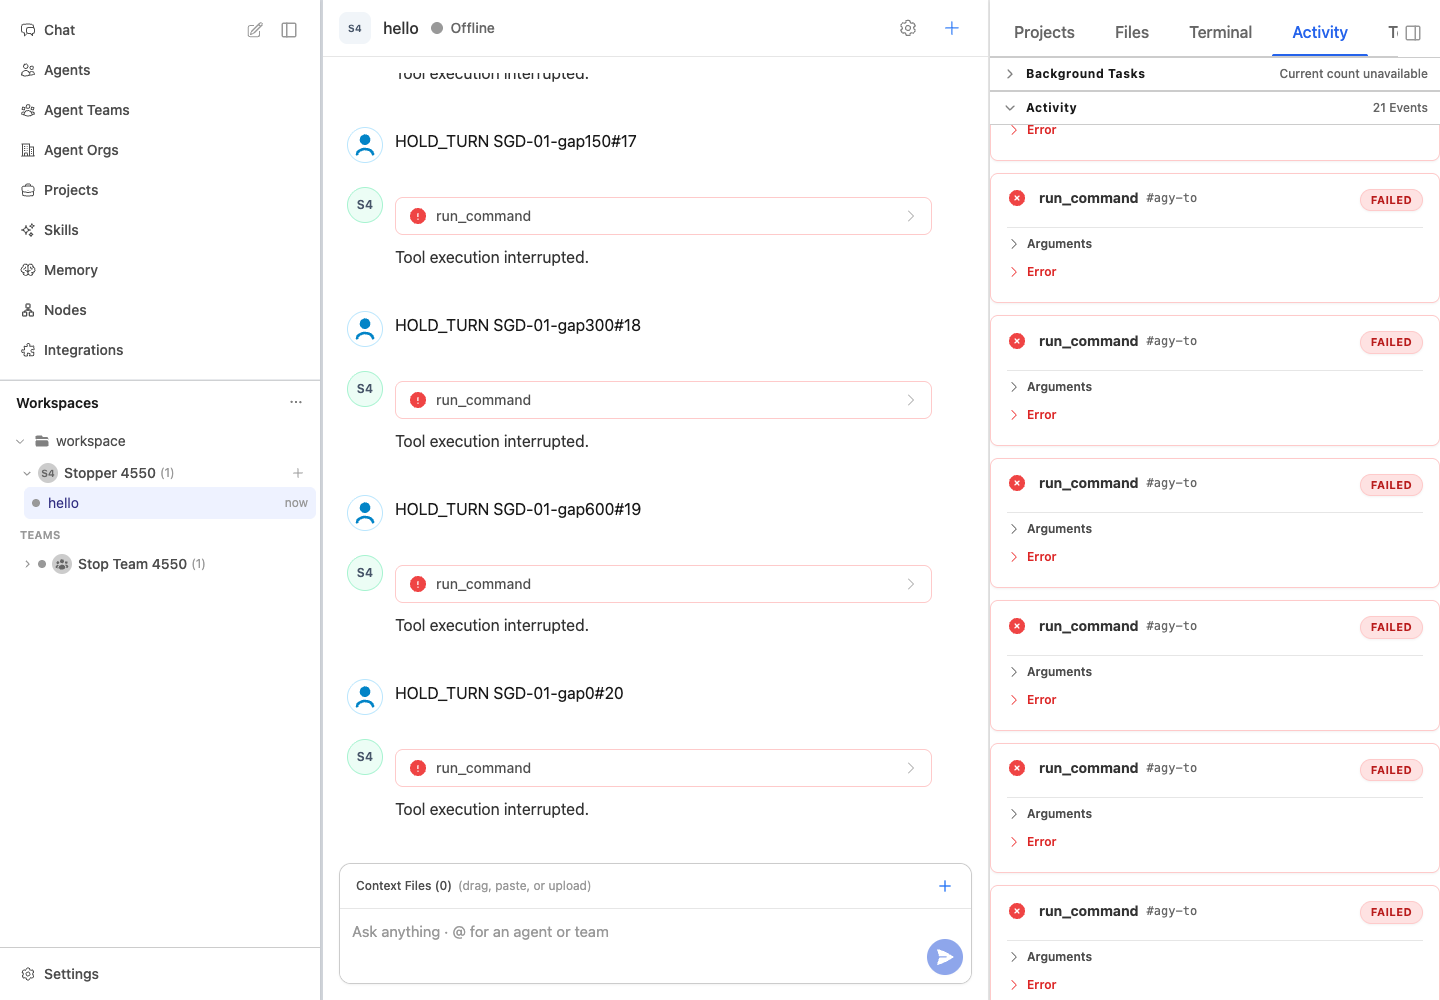 Chat
Agents
Agent Teams
Agent Orgs
Projects
Skills
Memory
Nodes
Integrations
Workspaces
workspace
S4 Stopper 4550 (1)
hello now
TEAMS
Stop Team 4550 (1)
Settings
S4 hello Offline
Tool execution interrupted.
HOLD_TURN SGD-01-gap150#17
S4 run_command
Tool execution interrupted.
HOLD_TURN SGD-01-gap300#18
S4 run_command
Tool execution interrupted.
HOLD_TURN SGD-01-gap600#19
S4 run_command
Tool execution interrupted.
HOLD_TURN SGD-01-gap0#20
S4 run_command
Tool execution interrupted.
Context Files (0) (drag, paste, or upload)
Ask anything · @ for an agent or team
Projects Files Terminal Activity
Background Tasks Current count unavailable
Activity 21 Events
Error
run_command #agy-to FAILED
Arguments
Error
run_command #agy-to FAILED
Arguments
Error
run_command #agy-to FAILED
Arguments
Error
run_command #agy-to FAILED
Arguments
Error
run_command #agy-to FAILED
Arguments
Error
run_command #agy-to FAILED
Arguments
Error